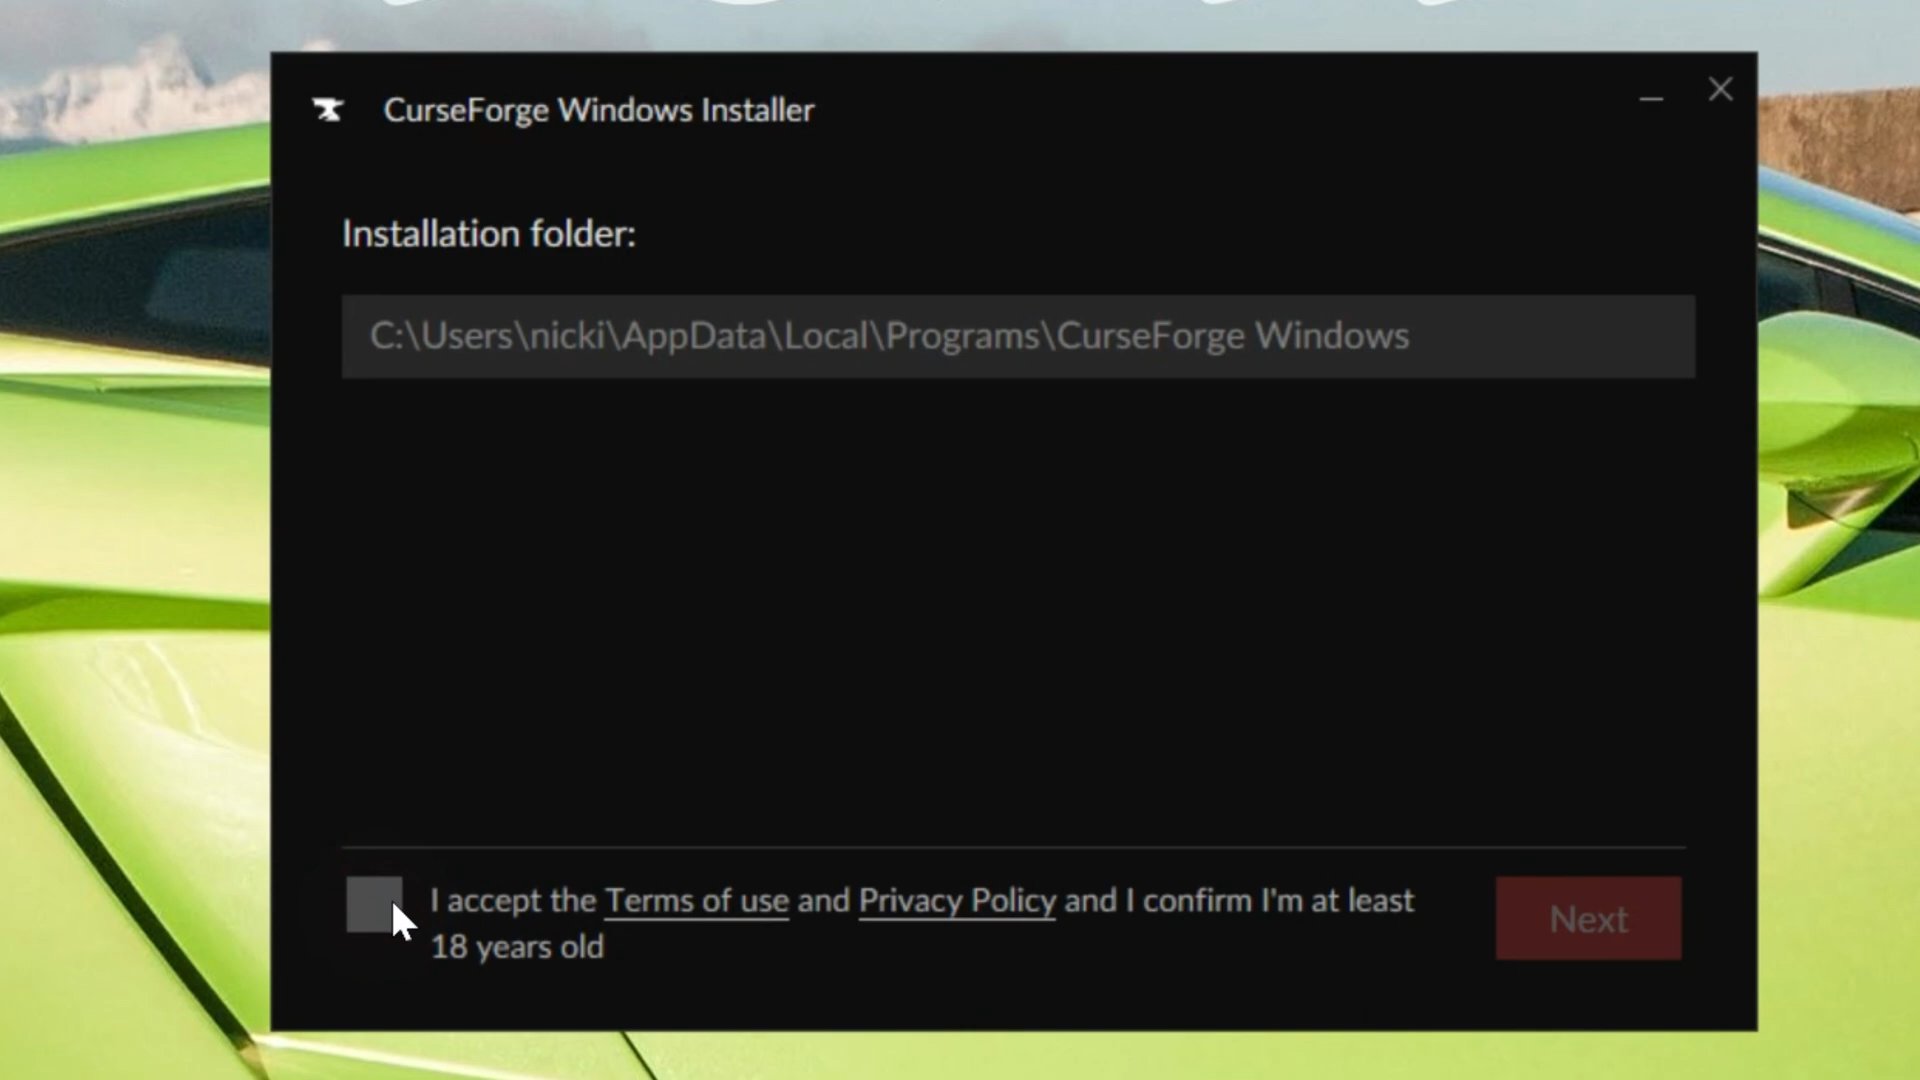 CurseForge Windows Installer
Installation folder:
C:\Users\nicki\AppData\Local\Programs\CurseForge Windows
I accept the Terms of use and Privacy Policy and I confirm I'm at least
18 years old
Next